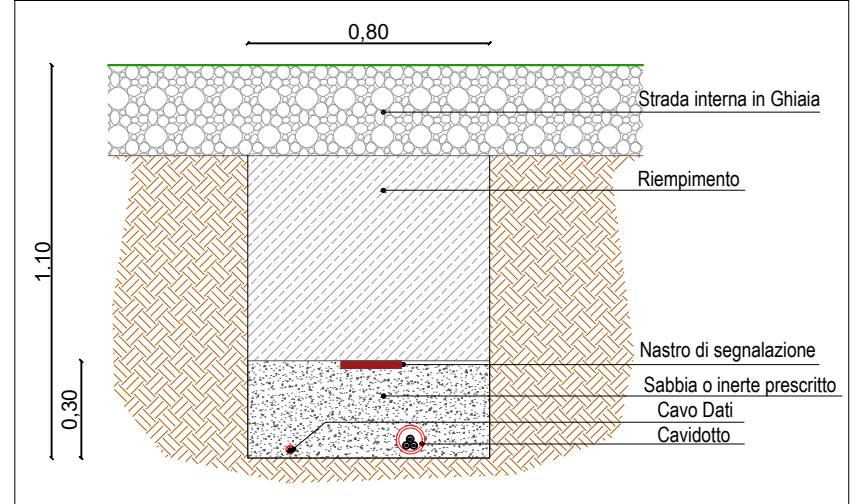 0,80
Strada interna in Ghiaia
Riempimento
1.10
Nastro di segnalazione
Sabbia o inerte prescritto
0,30
Cavo Dati
Cavidotto